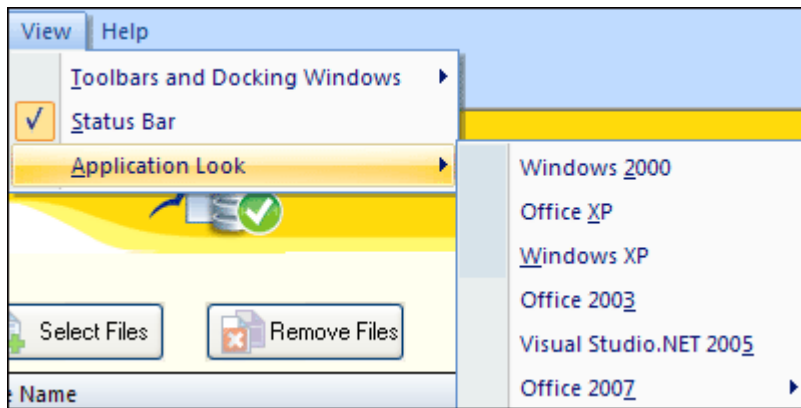 View Help
Toolbars and Docking Windows
Status Bar
Application Look
Windows 2000
Office XP
Windows XP
Office 2003
Visual Studio.NET 2005
Office 2007
Select Files Remove Files
Name